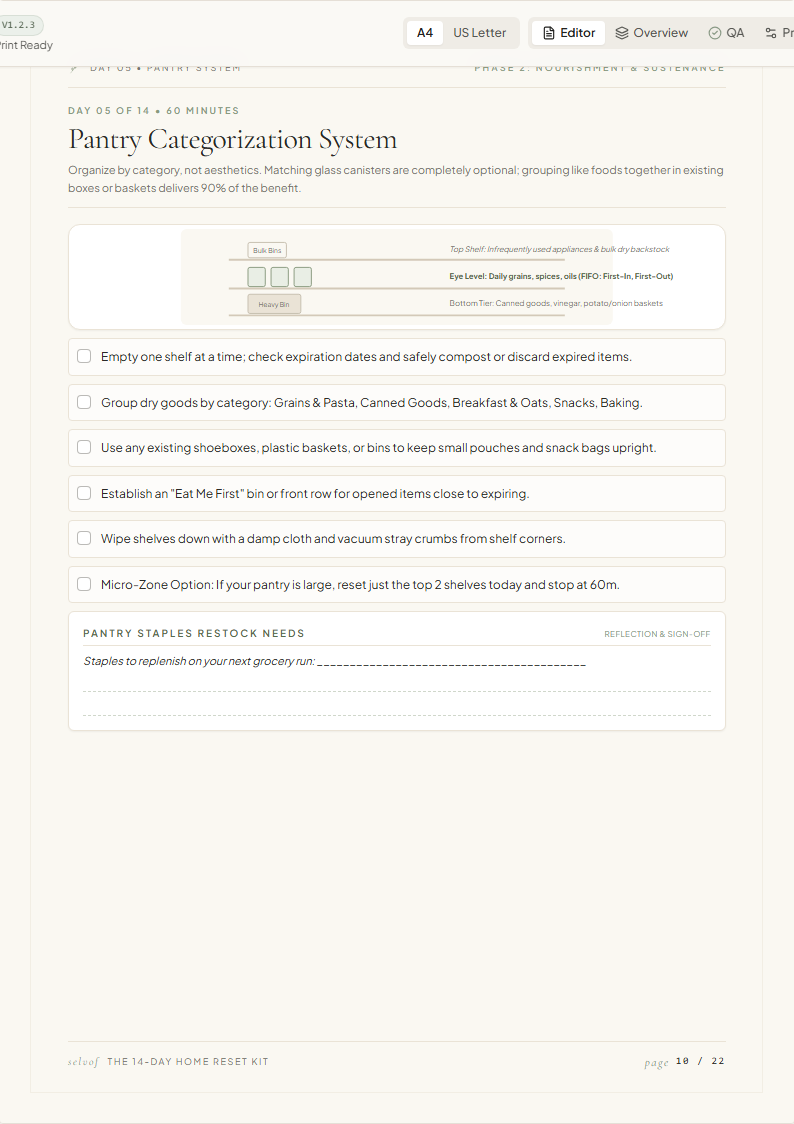 V1.2.3
Print Ready
A4
US Letter
Editor
Overview
QA
DAY 05 • PANTRY SYSTEM
PHASE 2: NOURISHMENT & SUSTENANCE
DAY 05 OF 14 • 60 MINUTES
Pantry Categorization System
Organize by category, not aesthetics. Matching glass canisters are completely optional; grouping like foods together in existing
boxes or baskets delivers 90% of the benefit.
Bulk Bins
Top Shelf: Infrequently used appliances & bulk dry backstock
Eye Level: Daily grains, spices, oils (FIFO: First-In, First-Out)
Heavy Bin
Bottom Tier: Canned goods, vinegar, potato/onion baskets
Empty one shelf at a time; check expiration dates and safely compost or discard expired items.
Group dry goods by category: Grains & Pasta, Canned Goods, Breakfast & Oats, Snacks, Baking.
Use any existing shoeboxes, plastic baskets, or bins to keep small pouches and snack bags upright.
Establish an "Eat Me First" bin or front row for opened items close to expiring.
Wipe shelves down with a damp cloth and vacuum stray crumbs from shelf corners.
Micro-Zone Option: If your pantry is large, reset just the top 2 shelves today and stop at 60m.
PANTRY STAPLES RESTOCK NEEDS
REFLECTION & SIGN-OFF
Staples to replenish on your next grocery run: _________________________________________
selvof THE 14-DAY HOME RESET KIT
page 10 / 22